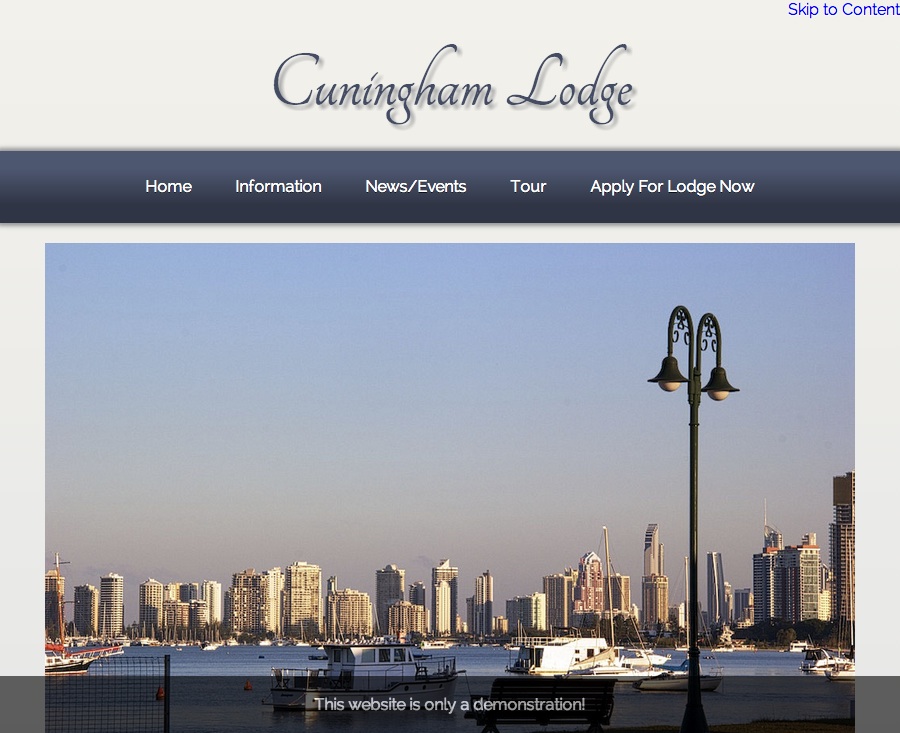 Skip to Content
Cuningham Lodge
Home Information News/Events Tour Apply For Lodge Now
This website is only a demonstration!